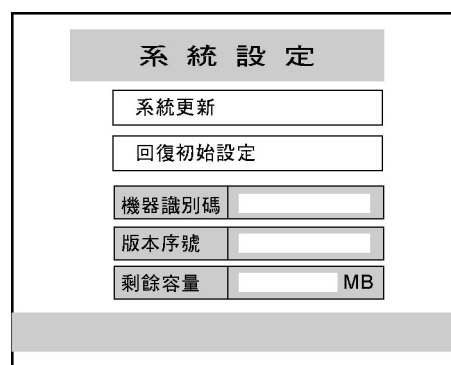 系統設定
系統更新
回復初始設定
機器識別碼
版本序號
剩餘容量 MB